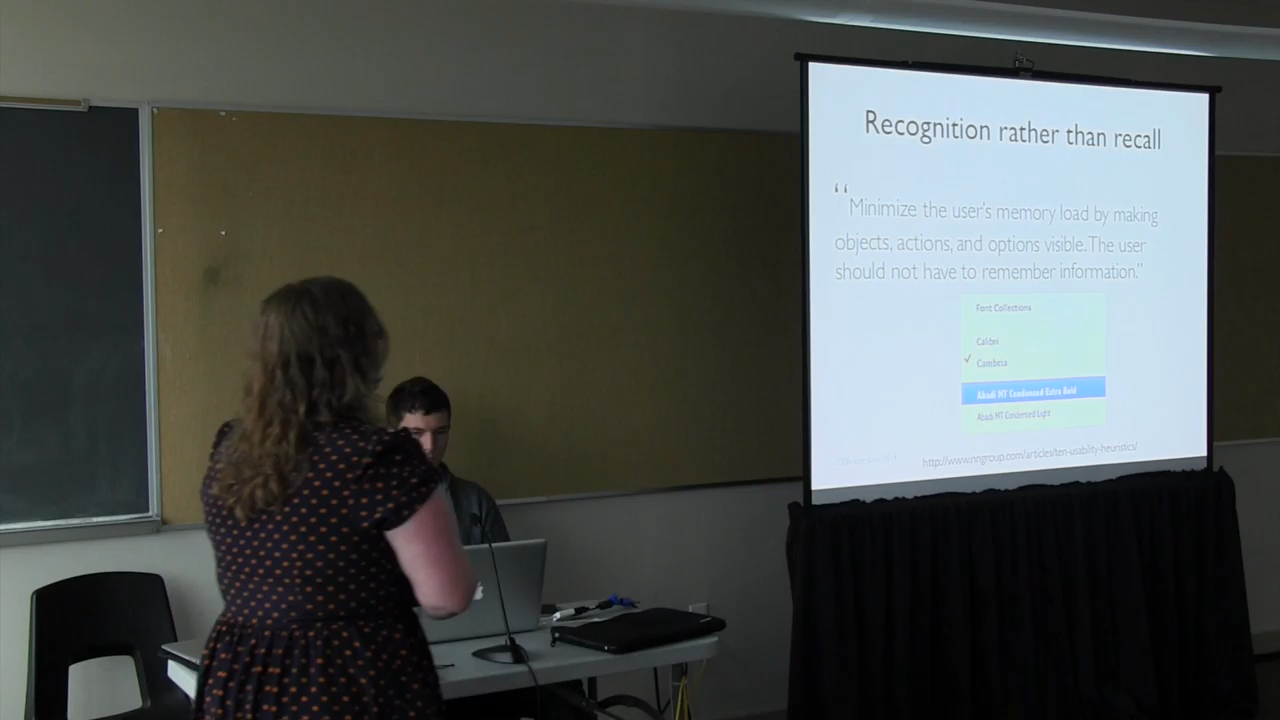 Recognition rather than recall
“Minimize the user's memory load by making
objects, actions, and options visible. The user
should not have to remember information.”
Font Collections
Calibri
✓ Cambria
Abadi MT Condensed Extra Bold
Abadi MT Condensed Light
http://www.nngroup.com/articles/ten-usability-heuristics/